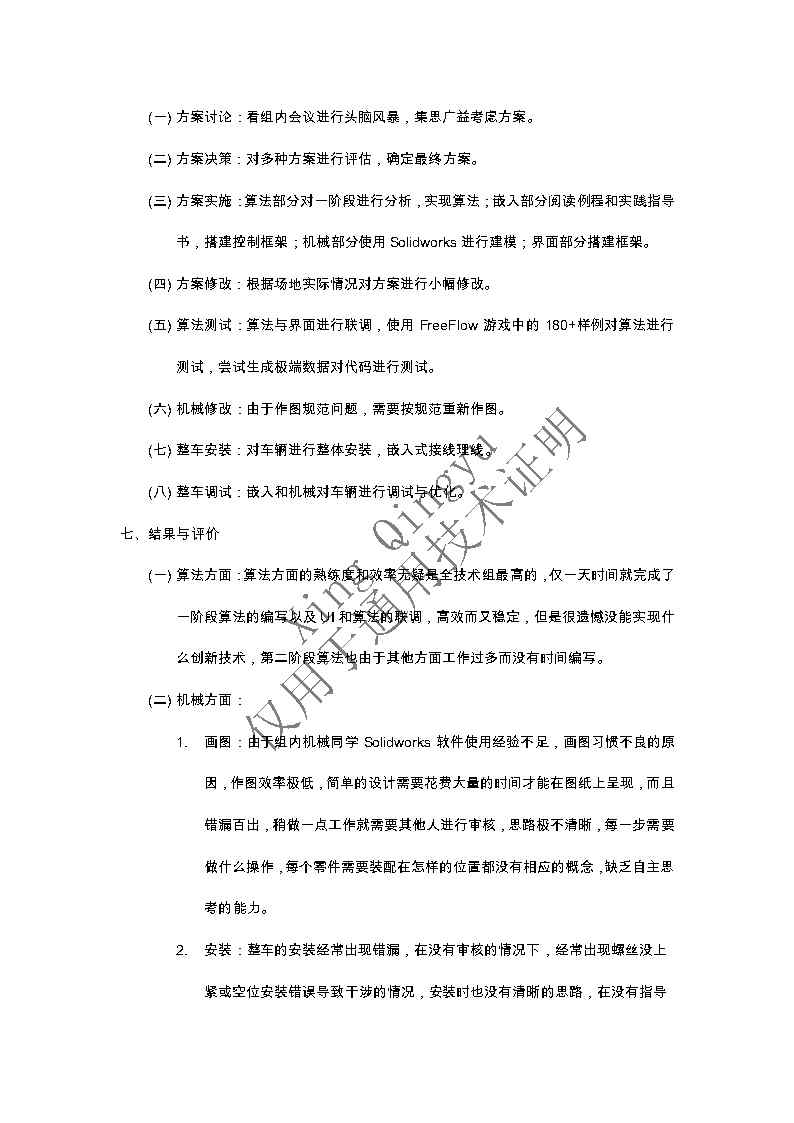 (一) 方案讨论：看组内会议进行头脑风暴，集思广益考虑方案。
(二) 方案决策：对多种方案进行评估，确定最终方案。
(三) 方案实施：算法部分对一阶段进行分析，实现算法；嵌入部分阅读例程和实践指导
书，搭建控制框架；机械部分使用 Solidworks 进行建模；界面部分搭建框架。
(四) 方案修改：根据场地实际情况对方案进行小幅修改。
(五) 算法测试：算法与界面进行联调，使用 FreeFlow 游戏中的 180+样例对算法进行
测试，尝试生成极端数据对代码进行测试。
(六) 机械修改：由于作图规范问题，需要按规范重新作图。
(七) 整车安装：对车辆进行整体安装，嵌入式接线理线。
(八) 整车调试：嵌入和机械对车辆进行调试与优化。
七、结果与评价
(一) 算法方面：算法方面的熟练度和效率无疑是全技术组最高的，仅一天时间就完成了
一阶段算法的编写以及 UI 和算法的联调，高效而又稳定，但是很遗憾没能实现什
么创新技术，第二阶段算法也由于其他方面工作过多而没有时间编写。
(二) 机械方面：
1. 画图：由于组内机械同学 Solidworks 软件使用经验不足，画图习惯不良的原
因，作图效率极低，简单的设计需要花费大量的时间才能在图纸上呈现，而且
错漏百出，稍做一点工作就需要其他人进行审核，思路极不清晰，每一步需要
做什么操作，每个零件需要装配在怎样的位置都没有相应的概念，缺乏自主思
考的能力。
2. 安装：整车的安装经常出现错漏，在没有审核的情况下，经常出现螺丝没上
紧或空位安装错误导致干涉的情况，安装时也没有清晰的思路，在没有指导
Xing Qingyu
仅用于通用技术证明